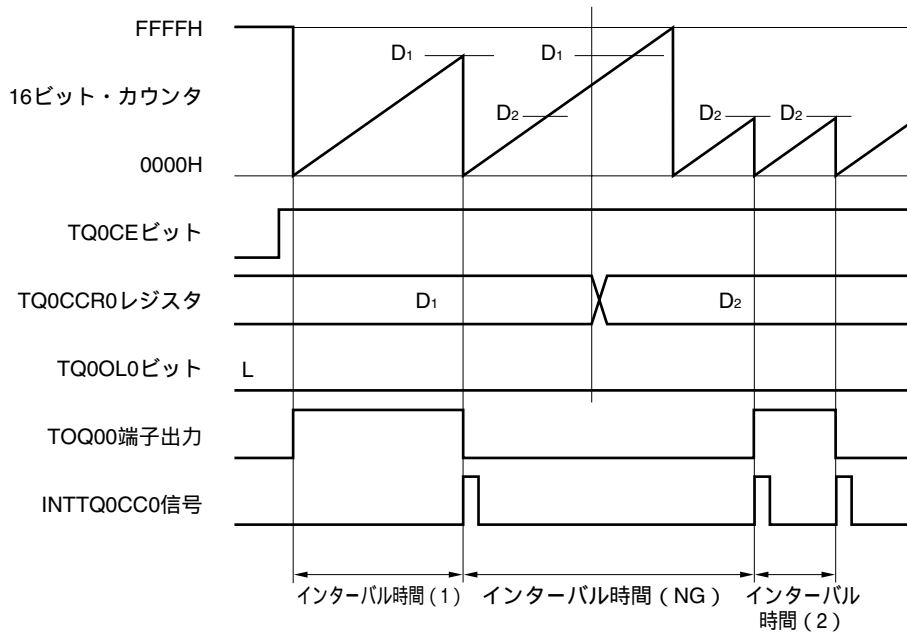 FFFFH
D1
D1
16ビット・カウンタ
D2
D2
D2
0000H
TQ0CEビット
TQ0CCR0レジスタ
D1
D2
TQ0OL0ビット
L
TOQ00端子出力
INTTQ0CC0信号
インターバル時間(1)
インターバル時間(NG)
インターバル
時間(2)